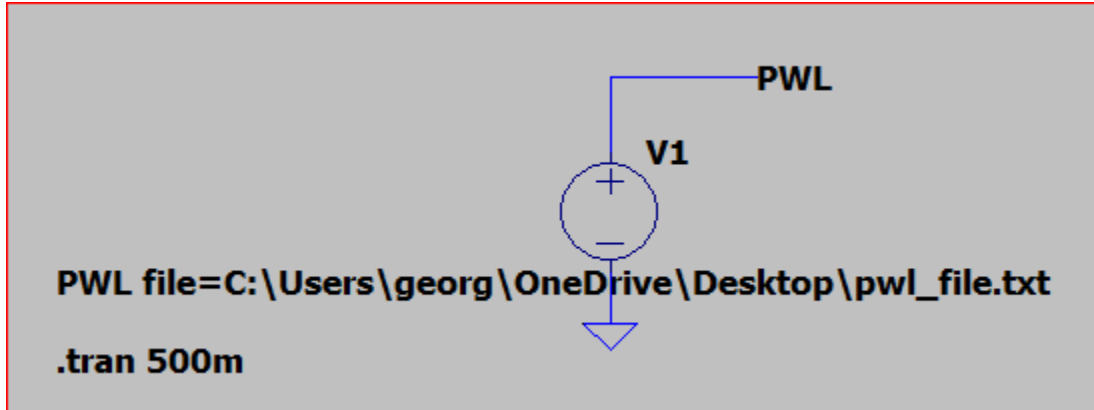 PWL
V1
PWL file=C:\Users\georg\OneDrive\Desktop\pwl_file.txt
.tran 500m